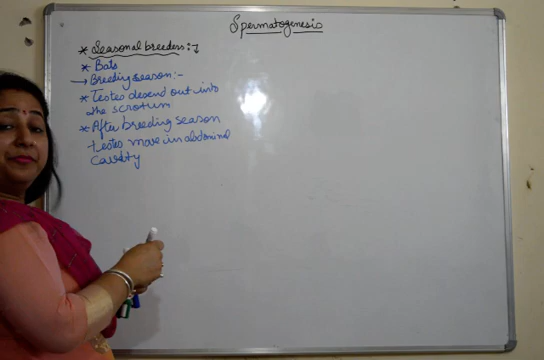 Spermatogenesis
* Seasonal breeders:-
* Bats
→ Breeding season:-
* Testes desend out into
the scrotum
* After breeding season
testes move in abdominal
cavity